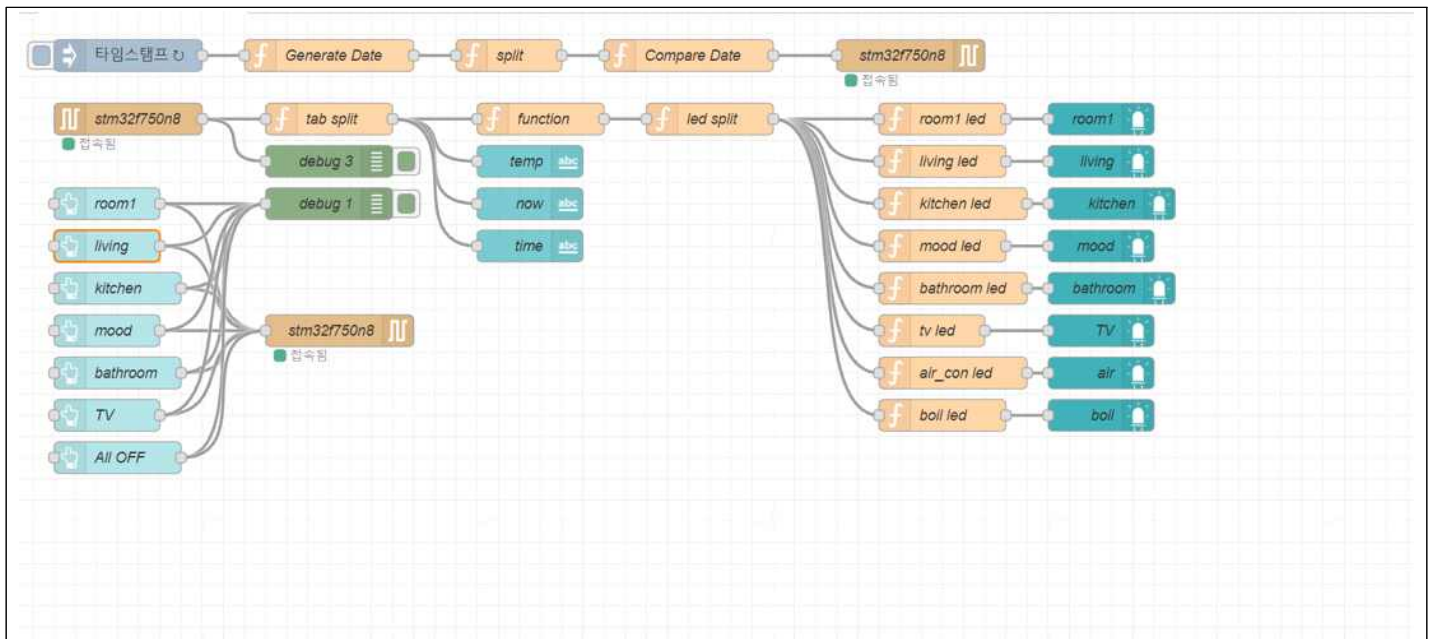 타임스탬프 ↻ Generate Date split Compare Date stm32f750n8
접속됨
stm32f750n8 tab split function led split room1 led room1
접속됨
debug 3 temp abc living led living
room1 debug 1 now abc kitchen led kitchen
living time abc mood led mood
kitchen bathroom led bathroom
mood stm32f750n8 tv led TV
접속됨
bathroom air_con led air
TV boil led boil
All OFF